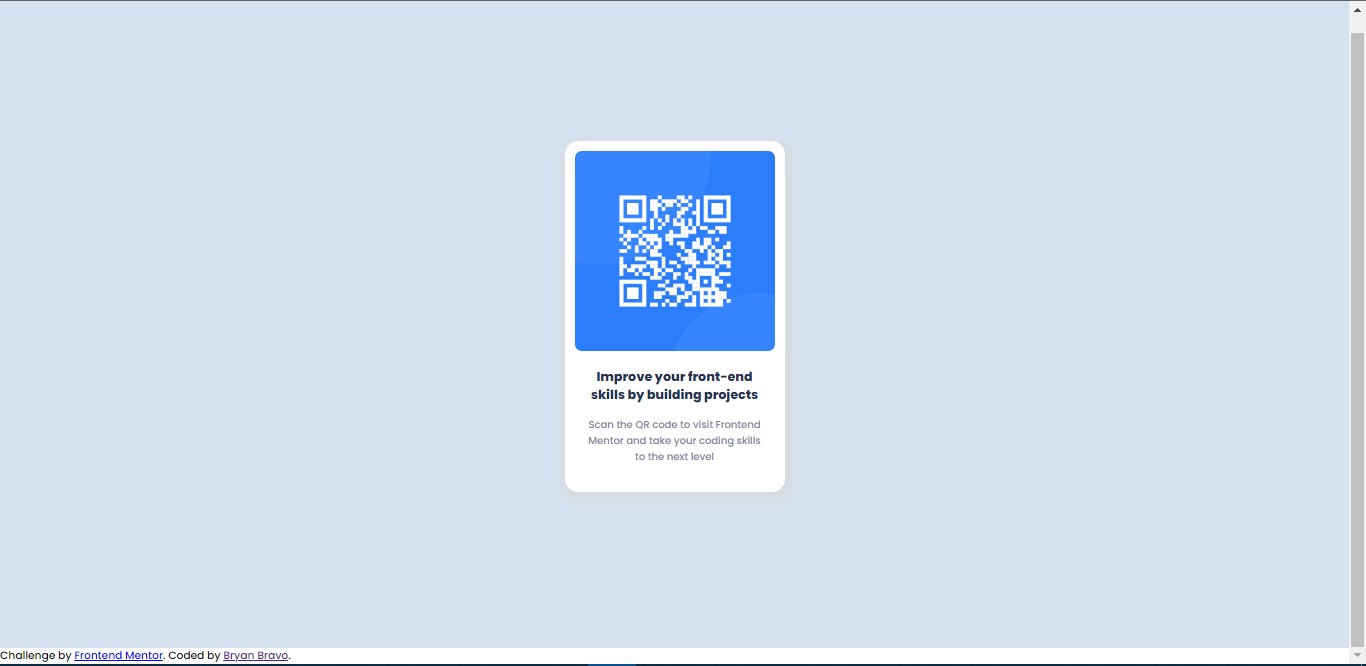 Improve your front-end
skills by building projects
Scan the QR code to visit Frontend
Mentor and take your coding skills
to the next level
Challenge by Frontend Mentor. Coded by Bryan Bravo.